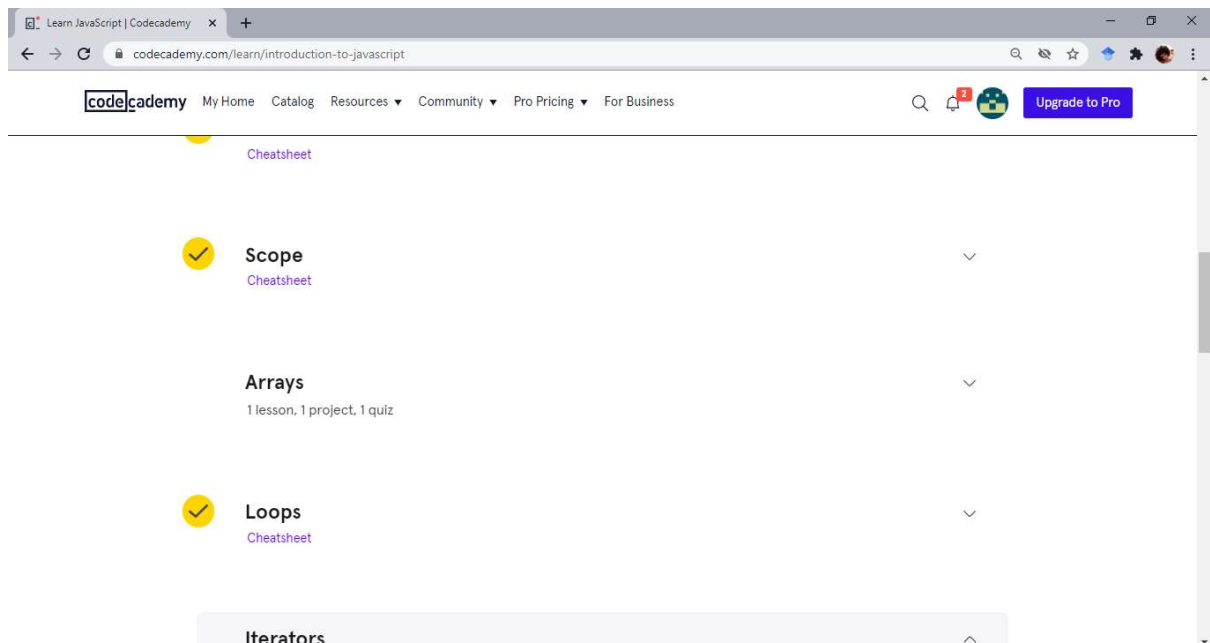 Learn JavaScript | Codecademy
codecademy.com/learn/introduction-to-javascript
codecademy My Home Catalog Resources Community Pro Pricing For Business 2 Upgrade to Pro
Cheatsheet
Scope
Cheatsheet
Arrays
1 lesson, 1 project, 1 quiz
Loops
Cheatsheet
Iterators